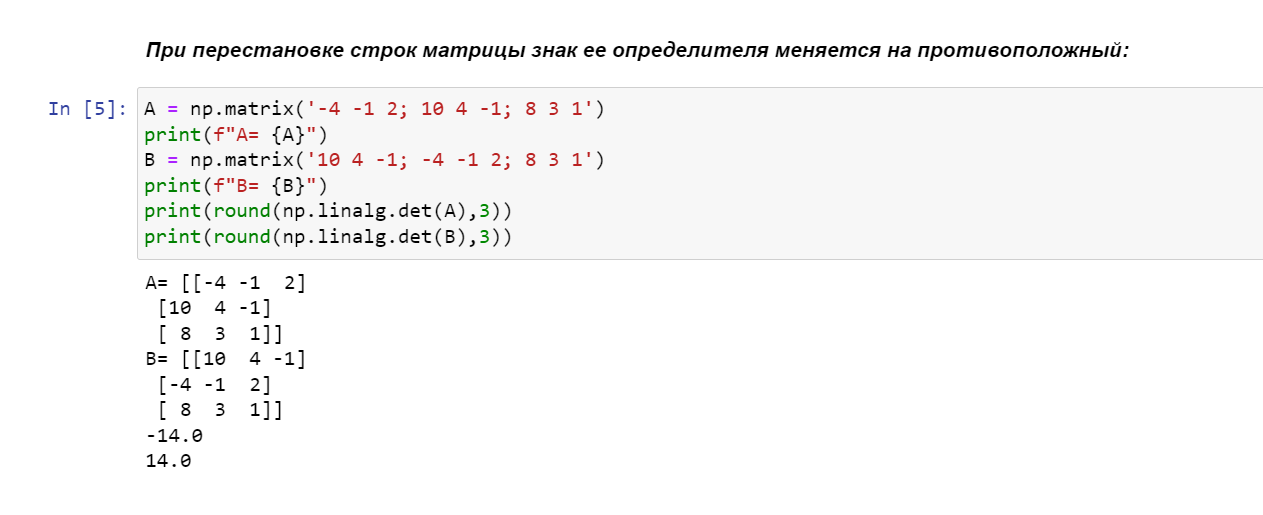 При перестановке строк матрицы знак ее определителя меняется на противоположный:
In [5]: A = np.matrix('-4 -1 2; 10 4 -1; 8 3 1')
print(f"A= {A}")
B = np.matrix('10 4 -1; -4 -1 2; 8 3 1')
print(f"B= {B}")
print(round(np.linalg.det(A),3))
print(round(np.linalg.det(B),3))
A= [[-4 -1  2]
 [10  4 -1]
 [ 8  3  1]]
B= [[10  4 -1]
 [-4 -1  2]
 [ 8  3  1]]
-14.0
14.0